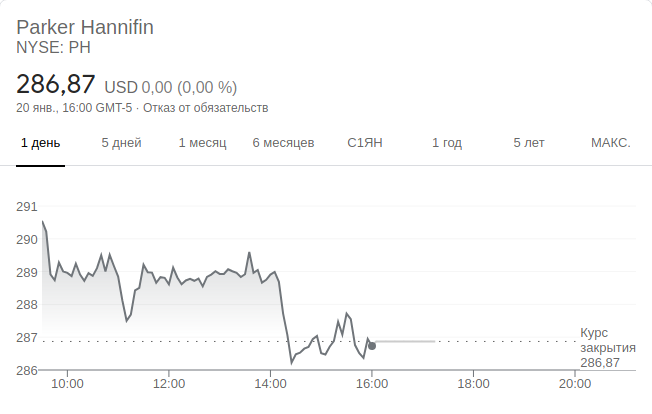 Parker Hannifin
NYSE: PH
286,87 USD 0,00 (0,00 %)
20 янв., 16:00 GMT-5 · Отказ от обязательств
1 день 5 дней 1 месяц 6 месяцев С1ЯН 1 год 5 лет МАКС.
291
290
289
288
287
286
Курс
закрытия
286,87
10:00 12:00 14:00 16:00 18:00 20:00